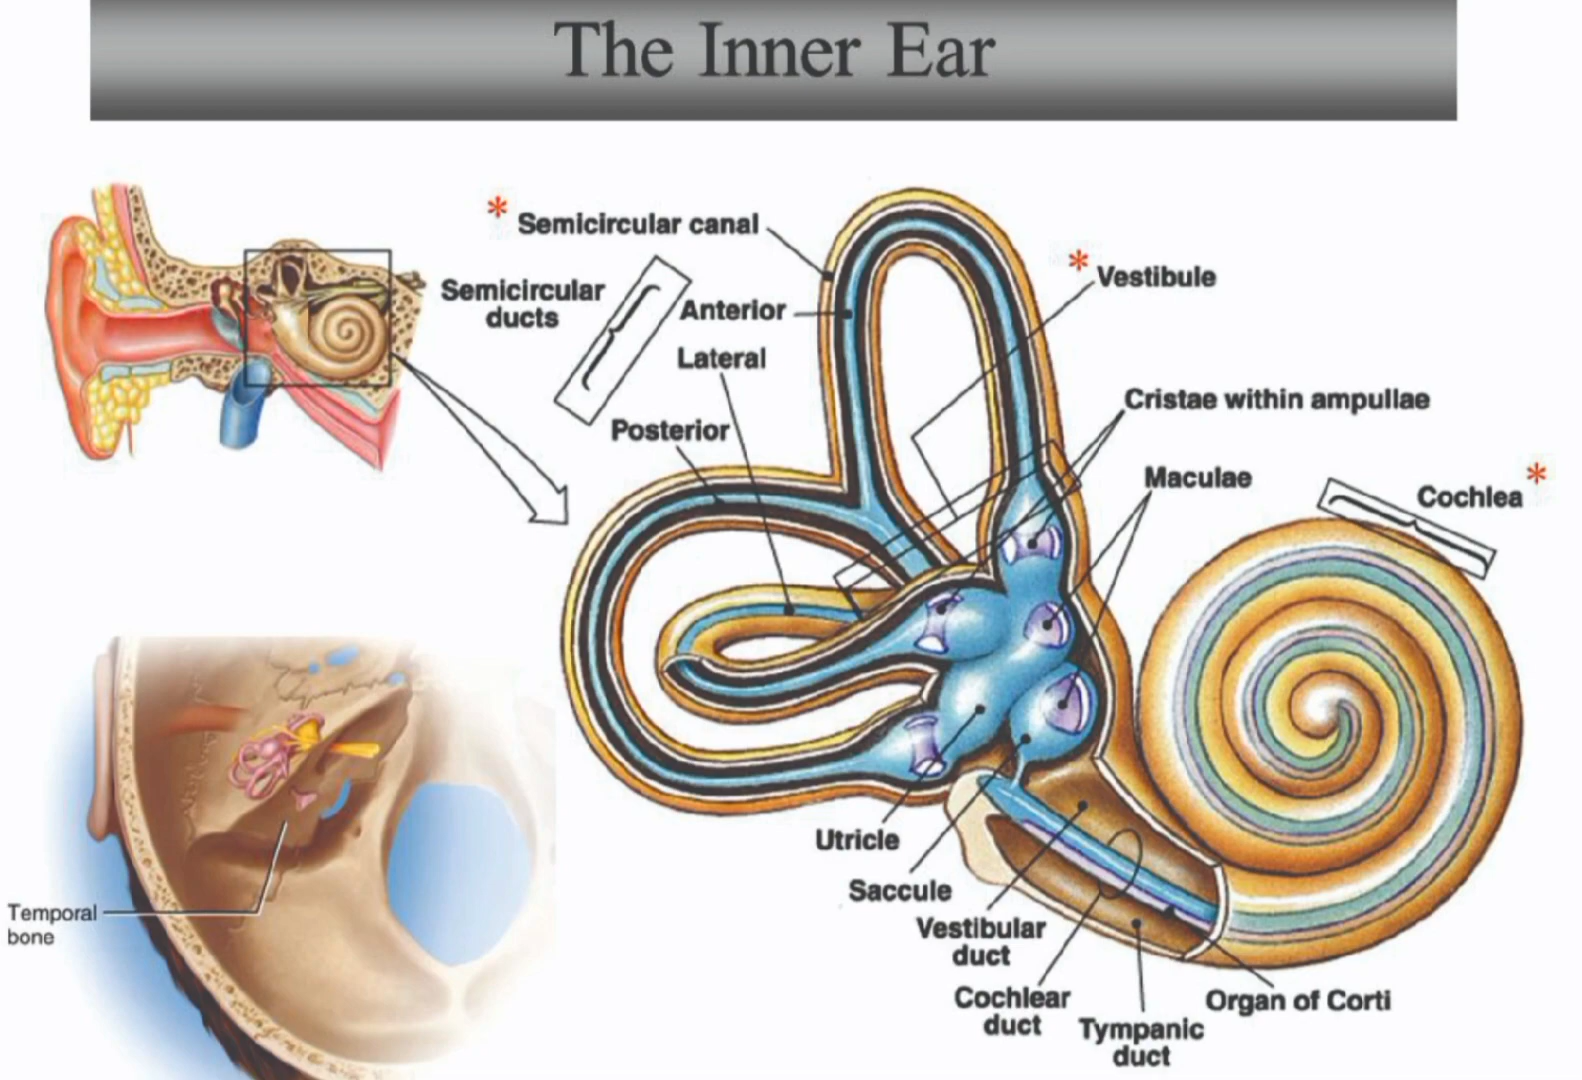 The Inner Ear
* Semicircular canal
* Vestibule
Semicircular
ducts
Anterior
Lateral
Posterior
Cristae within ampullae
Maculae
Cochlea *
Utricle
Saccule
Vestibular
duct
Cochlear
duct
Tympanic
duct
Organ of Corti
Temporal
bone